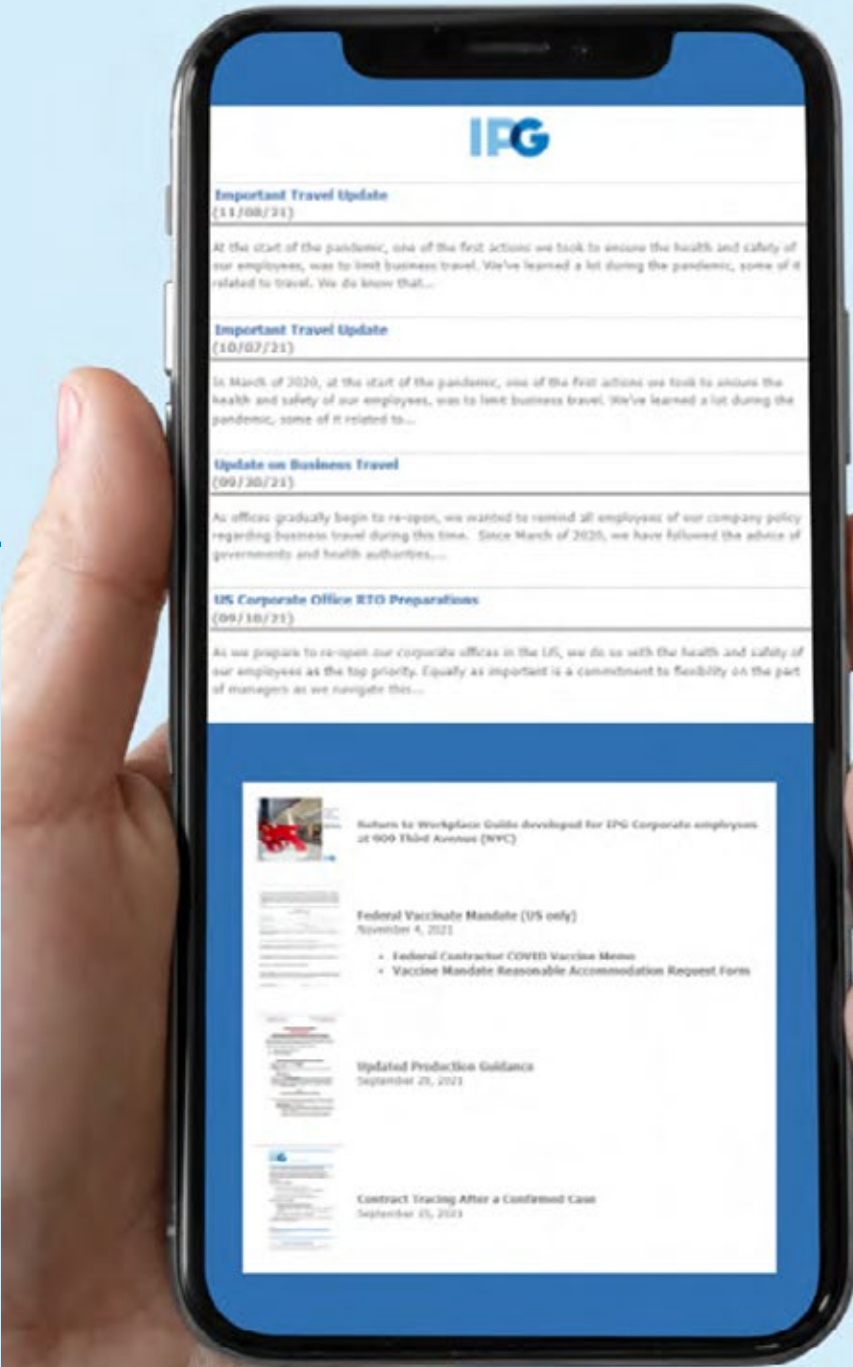 IPG
Important Travel Update
(11/08/21)
At the start of the pandemic, one of the first actions we took to ensure the health and safety of
our employees, was to limit business travel. We've learned a lot during the pandemic, some of it
related to travel. We do know that...
Important Travel Update
(10/07/21)
In March of 2020, at the start of the pandemic, one of the first actions we took to ensure the
health and safety of our employees, was to limit business travel. We've learned a lot during the
pandemic, some of it related to...
Update on Business Travel
(09/30/21)
As offices gradually begin to re-open, we wanted to remind all employees of our company policy
regarding business travel during this time. Since March of 2020, we have followed the advice of
governments and health authorities,...
US Corporate Office RTO Preparations
(09/10/21)
As we prepare to re-open our corporate offices in the US, we do so with the health and safety of
our employees as the top priority. Equally as important is a commitment to flexibility on the part
of managers as we navigate this...
Return to Workplace Guide developed for IPG Corporate employees
at 909 Third Avenue (NYC)
Federal Vaccinate Mandate (US only)
November 4, 2021
• Federal Contractor COVID Vaccine Memo
• Vaccine Mandate Reasonable Accommodation Request Form
Updated Production Guidance
September 2021
Contract Tracing After a Confirmed Case
September 2021